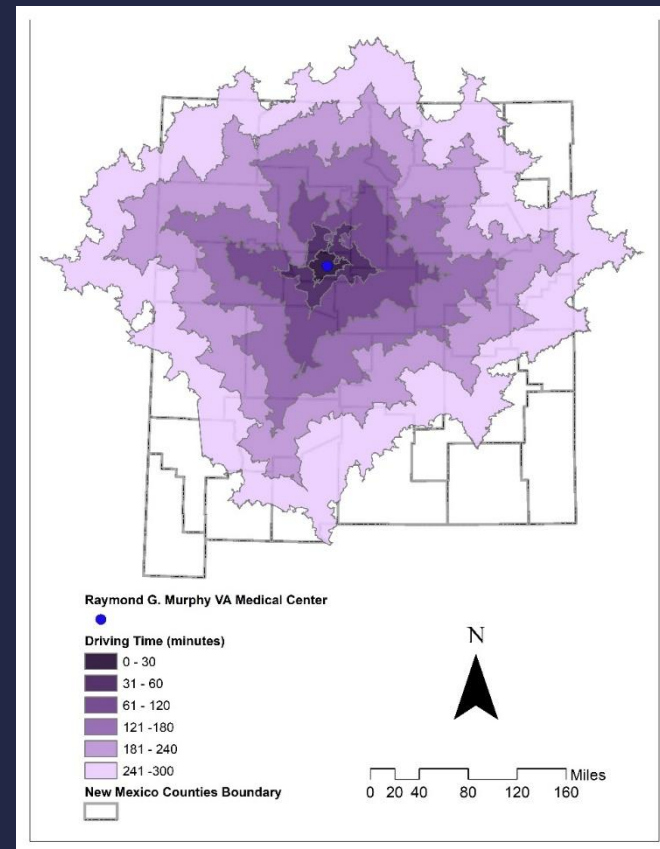 Raymond G. Murphy VA Medical Center
Driving Time (minutes)
0 - 30
31 - 60
61 - 120
121 -180
181 - 240
241 -300
New Mexico Counties Boundary
N
Miles
0 20 40 80 120 160